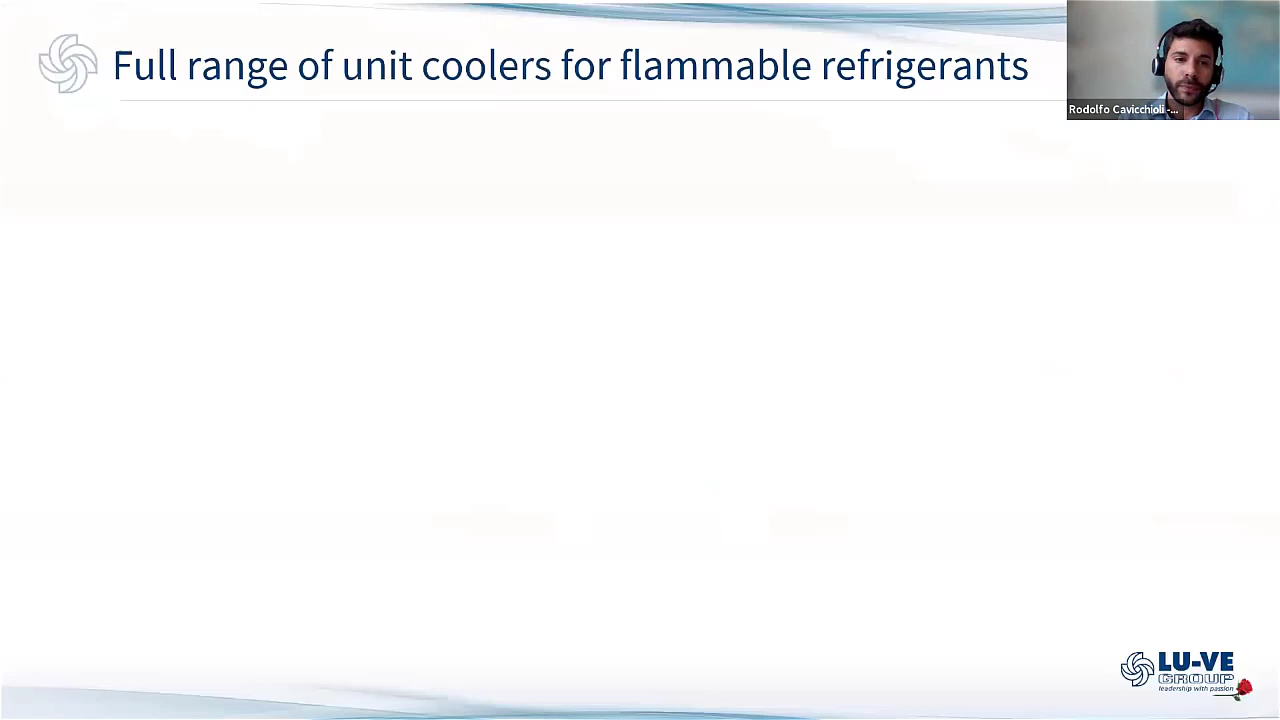 Full range of unit coolers for flammable refrigerants
Rodolfo Cavicchioli -...
LU-VE
GROUP
leadership with passion